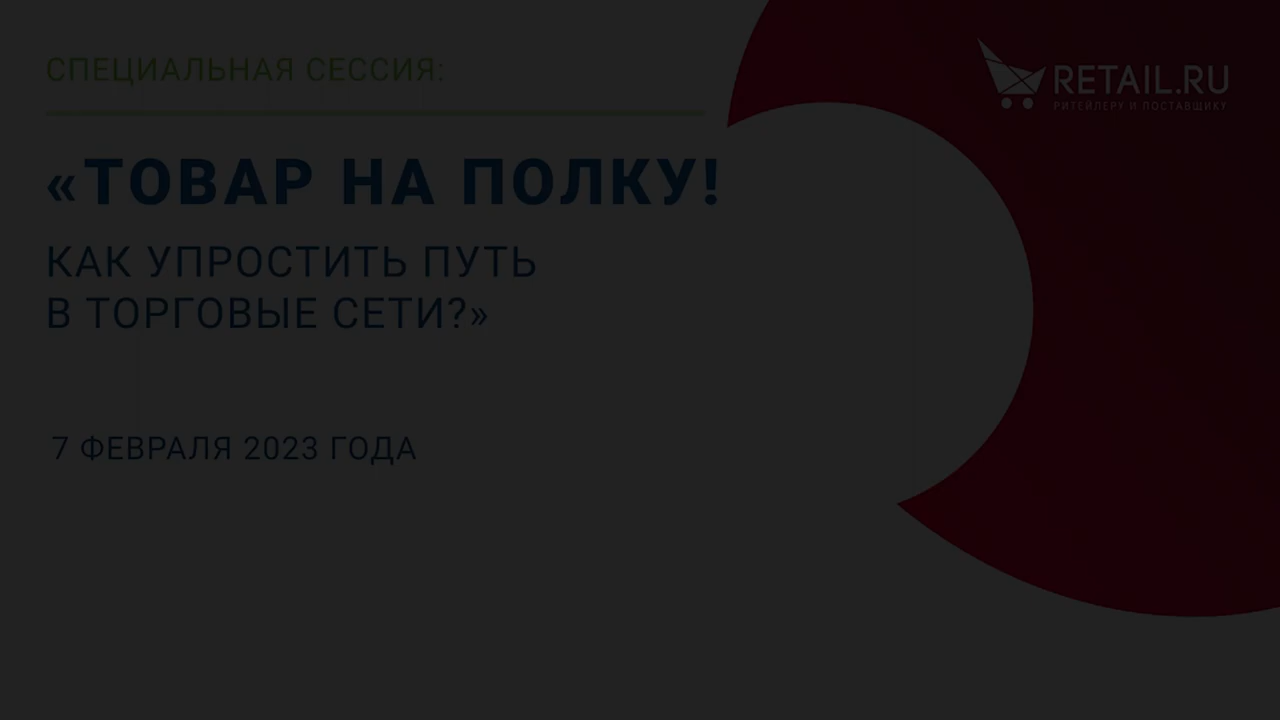 СПЕЦИАЛЬНАЯ СЕССИЯ:
RETAIL.RU
РИТЕЙЛЕРУ И ПОСТАВЩИКУ
«ТОВАР НА ПОЛКУ!
КАК УПРОСТИТЬ ПУТЬ
В ТОРГОВЫЕ СЕТИ?»
7 ФЕВРАЛЯ 2023 ГОДА